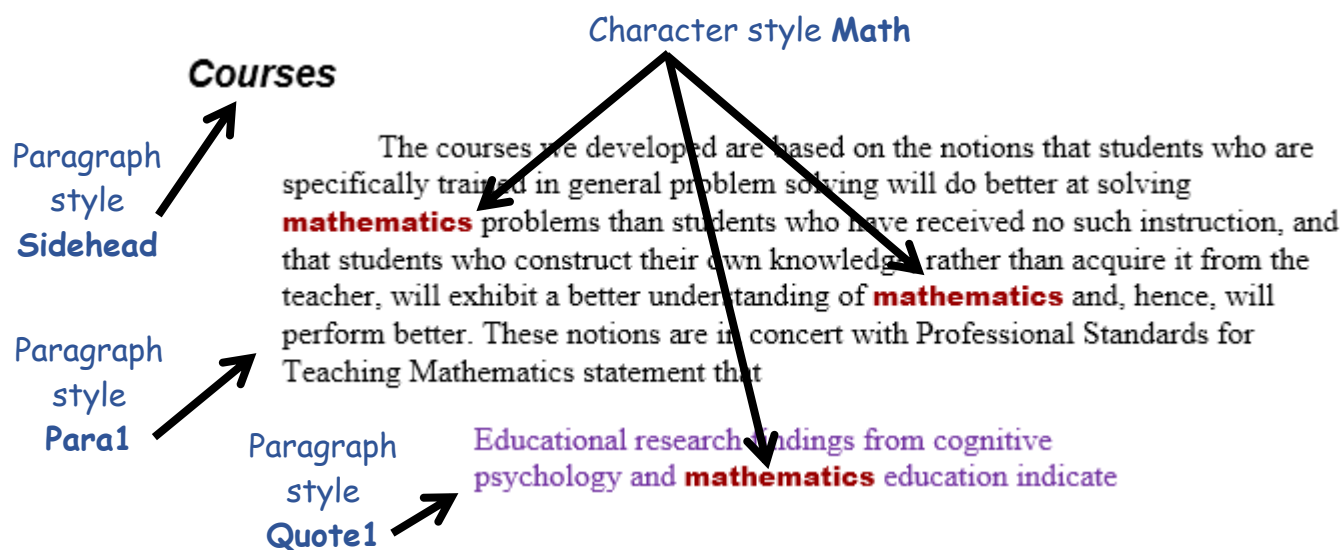 Character style Math
Courses
Paragraph
style
Sidehead
The courses we developed are based on the notions that students who are
specifically trained in general problem solving will do better at solving
mathematics problems than students who have received no such instruction, and
that students who construct their own knowledge, rather than acquire it from the
teacher, will exhibit a better understanding of mathematics and, hence, will
perform better. These notions are in concert with Professional Standards for
Teaching Mathematics statement that
Paragraph
style
Para1
Educational research findings from cognitive
psychology and mathematics education indicate
Paragraph
style
Quote1